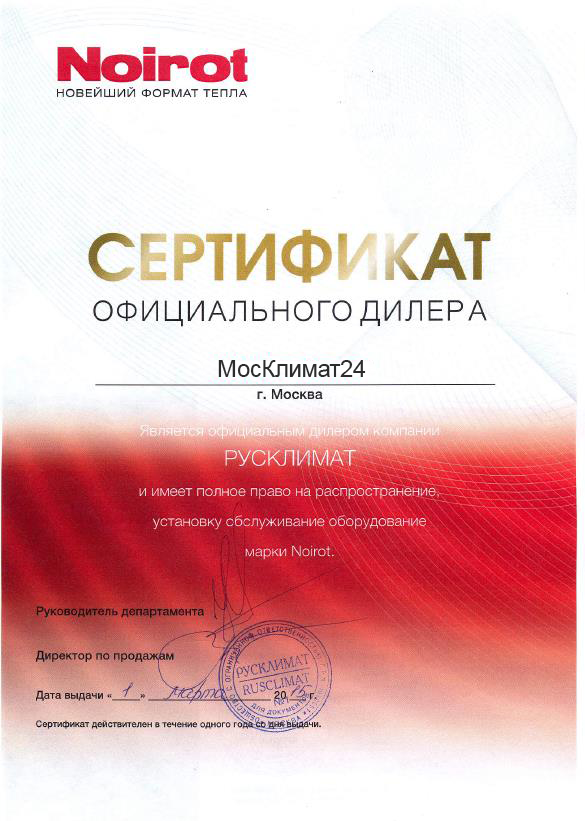 Noirot
НОВЕЙШИЙ ФОРМАТ ТЕПЛА
СЕРТИФИКАТ
ОФИЦИАЛЬНОГО ДИЛЕРА
МосКлимат24
г. Москва
Является официальным дилером компании
РУСКЛИМАТ
и имеет полное право на распространение,
установку обслуживание оборудование
марки Noirot.
Руководитель департамента
Директор по продажам
РУСКЛИМАТ
RUSCLIMAT
№1
ДЛЯ ДОКУМЕНТОВ
Дата выдачи « 1 » марта 2015 г.
Сертификат действителен в течение одного года со дня выдачи.